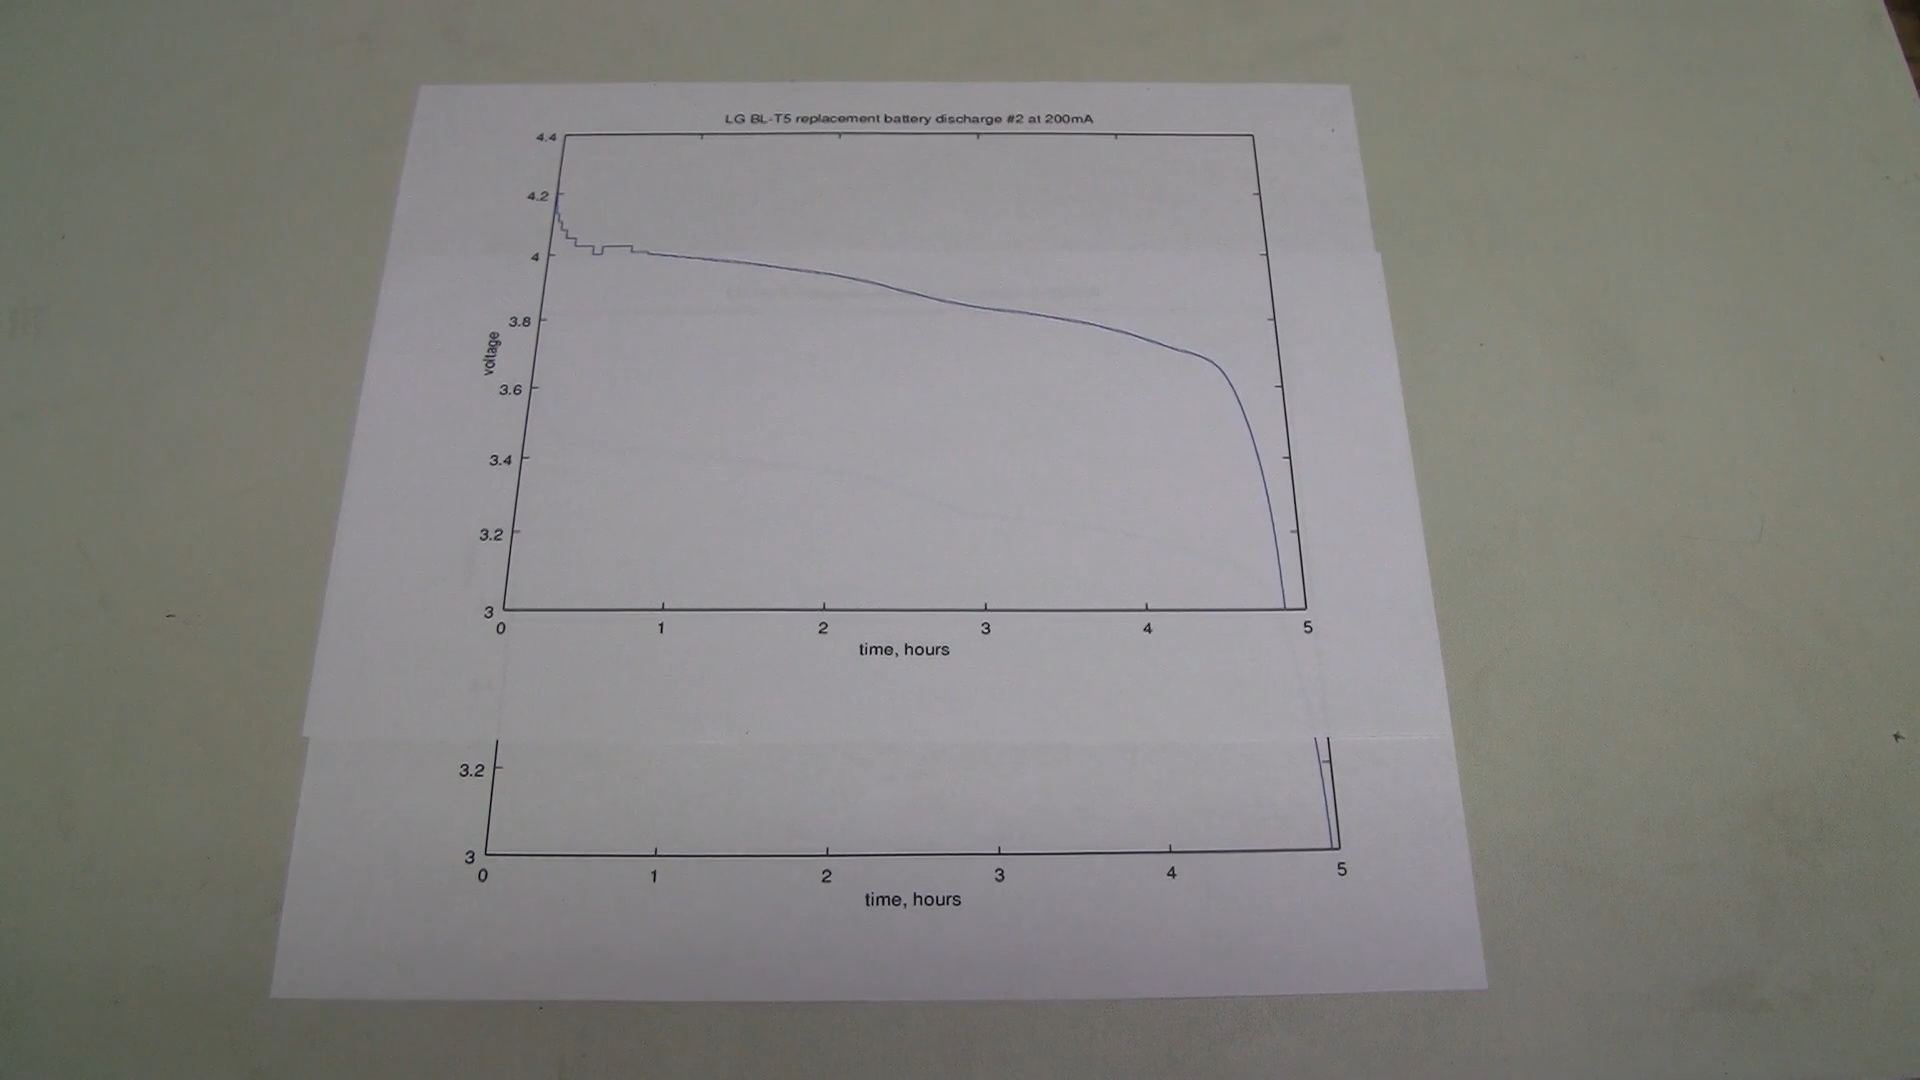 LG BL-T5 replacement battery discharge #2 at 200mA
4.4
4.2
4
3.8
voltage
3.6
3.4
3.2
3
0 1 2 3 4 5
time, hours
3.2
3
0 1 2 3 4 5
time, hours